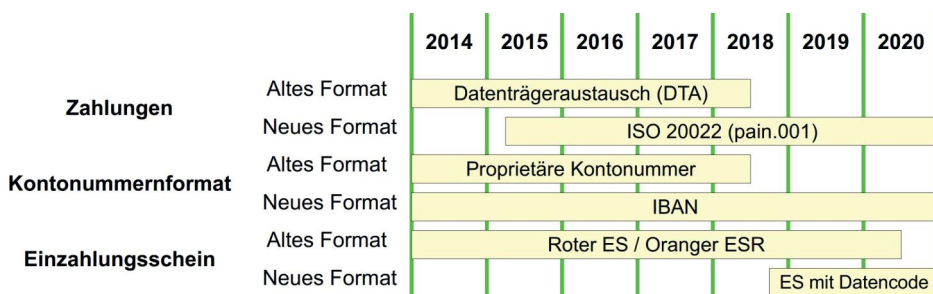 2014 2015 2016 2017 2018 2019 2020
Zahlungen
Altes Format Datenträgeraustausch (DTA)
Neues Format ISO 20022 (pain.001)
Kontonummernformat
Altes Format Proprietäre Kontonummer
Neues Format IBAN
Einzahlungsschein
Altes Format Roter ES / Oranger ESR
Neues Format ES mit Datencode